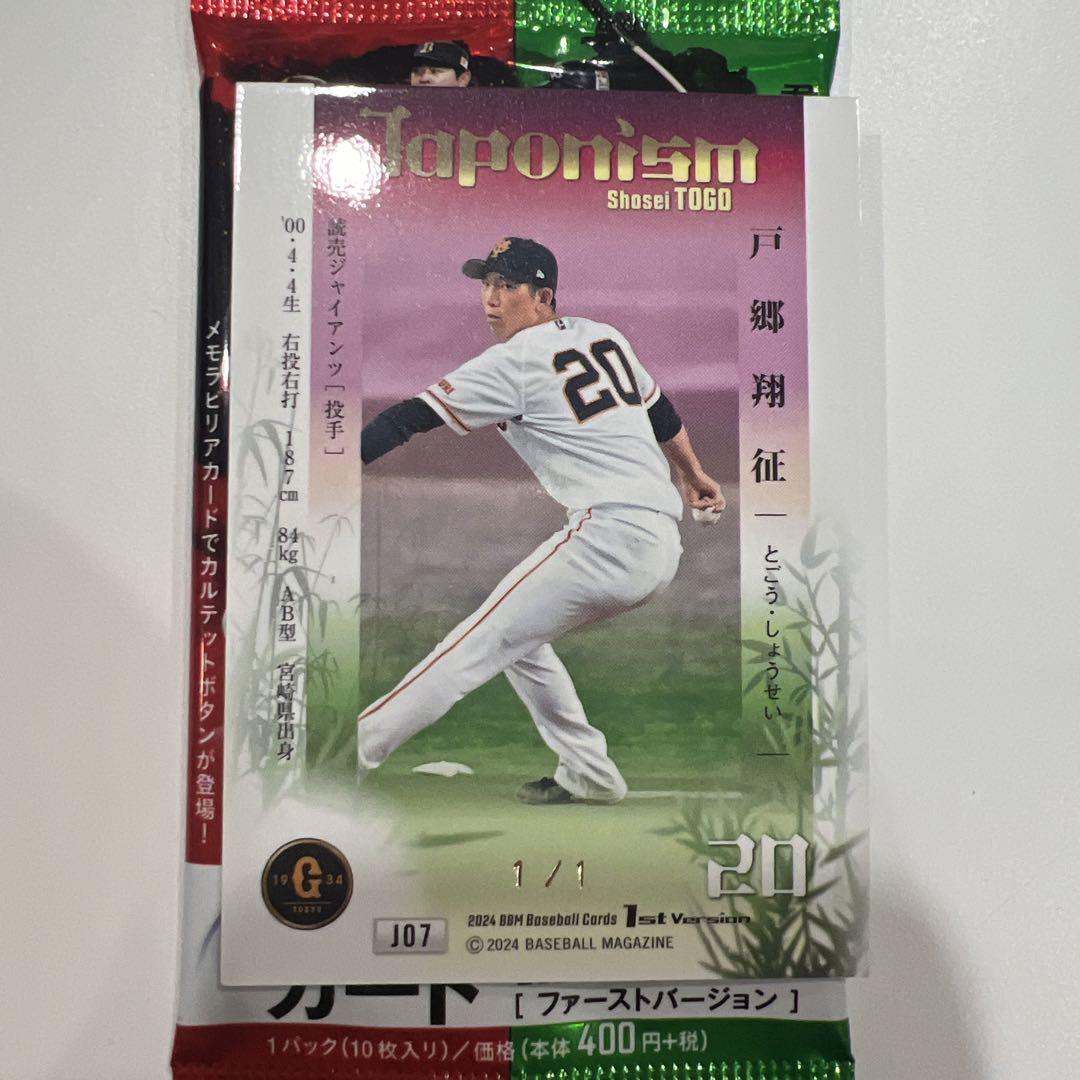 Japonism
Shosei TOGO
戸郷翔征
とごう・しょうせい
読売ジャイアンツ［投手］
'00・4・4生 右投右打 187cm 84kg AB型 宮崎県出身
20
1934
G
TOKYO
1/1
20
J07
2024 BBM Baseball Cards 1st Version
© 2024 BASEBALL MAGAZINE
メモラビリアカードでカルテットボタンが登場！
カード
［ファーストバージョン］
1パック(10枚入り)／価格(本体400円+税)